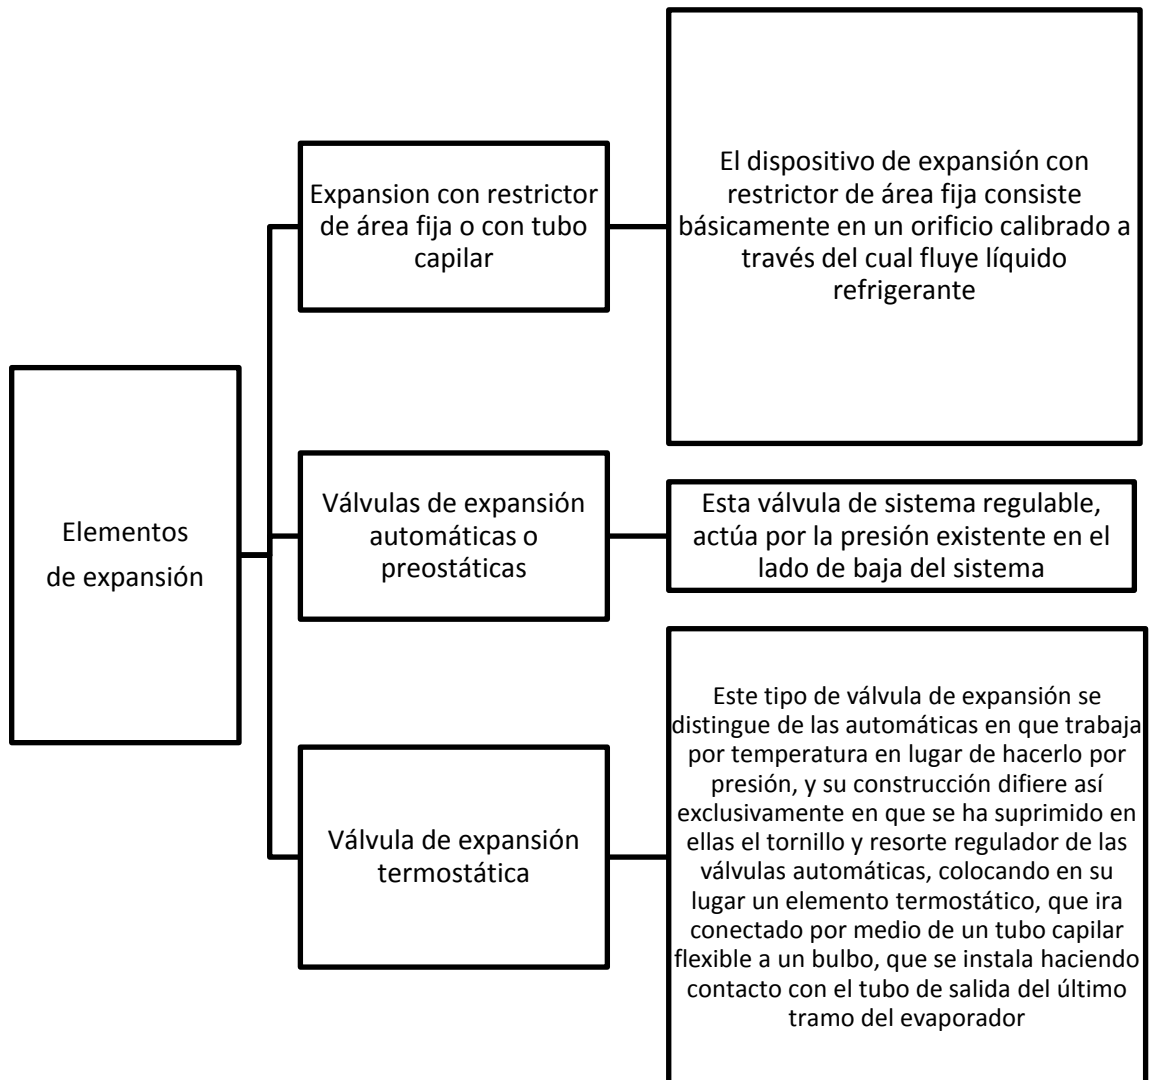 Elementos
de expansión
Expansion con restrictor
de área fija o con tubo
capilar
El dispositivo de expansión con
restrictor de área fija consiste
básicamente en un orificio calibrado a
través del cual fluye líquido
refrigerante
Válvulas de expansión
automáticas o
preostáticas
Esta válvula de sistema regulable,
actúa por la presión existente en el
lado de baja del sistema
Válvula de expansión
termostática
Este tipo de válvula de expansión se
distingue de las automáticas en que trabaja
por temperatura en lugar de hacerlo por
presión, y su construcción difiere así
exclusivamente en que se ha suprimido en
ellas el tornillo y resorte regulador de las
válvulas automáticas, colocando en su
lugar un elemento termostático, que ira
conectado por medio de un tubo capilar
flexible a un bulbo, que se instala haciendo
contacto con el tubo de salida del último
tramo del evaporador